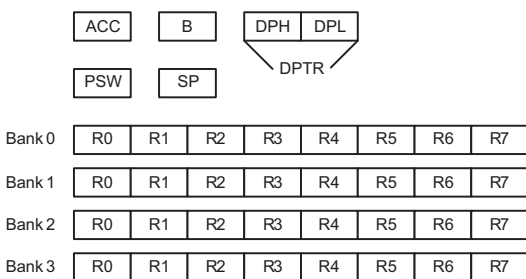 ACC B DPH DPL
DPTR
PSW SP
Bank 0 R0 R1 R2 R3 R4 R5 R6 R7
Bank 1 R0 R1 R2 R3 R4 R5 R6 R7
Bank 2 R0 R1 R2 R3 R4 R5 R6 R7
Bank 3 R0 R1 R2 R3 R4 R5 R6 R7